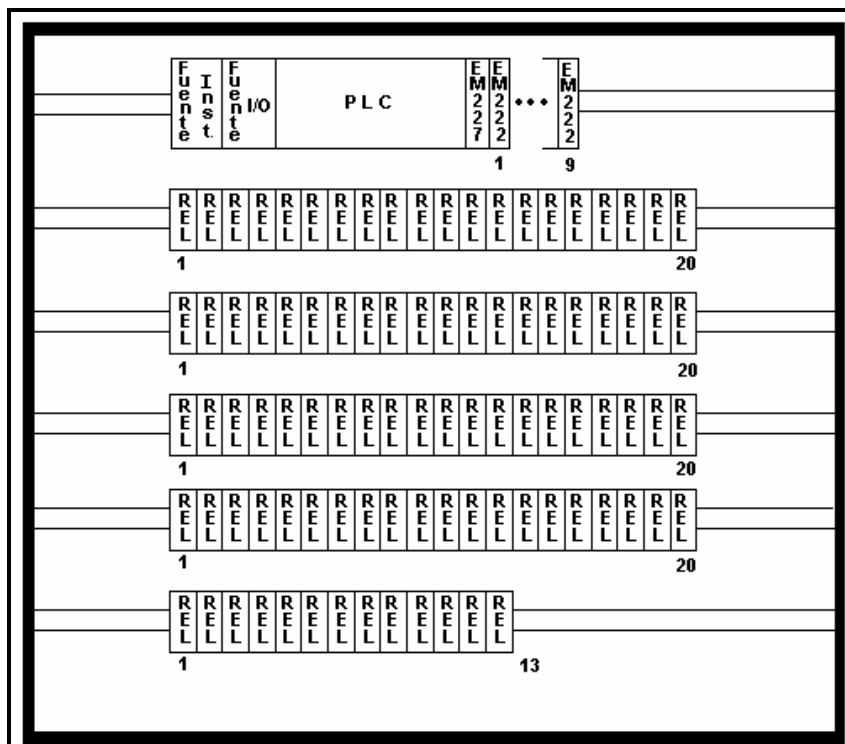 Fuente Inst.
Fuente I/O
PLC
EM227
EM222
•••
EM222
1 9
REL REL REL REL REL REL REL REL REL REL REL REL REL REL REL REL REL REL REL REL
1 20
REL REL REL REL REL REL REL REL REL REL REL REL REL REL REL REL REL REL REL REL
1 20
REL REL REL REL REL REL REL REL REL REL REL REL REL REL REL REL REL REL REL REL
1 20
REL REL REL REL REL REL REL REL REL REL REL REL REL REL REL REL REL REL REL REL
1 20
REL REL REL REL REL REL REL REL REL REL REL REL REL
1 13